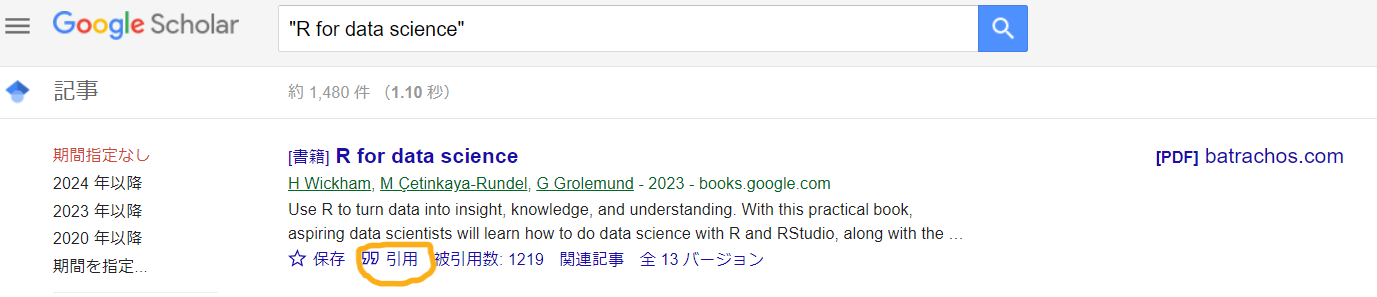 Google Scholar
"R for data science"
記事
約 1,480 件 （1.10 秒）
期間指定なし
2024 年以降
2023 年以降
2020 年以降
期間を指定...
[書籍] R for data science
H Wickham, M Çetinkaya-Rundel, G Grolemund - 2023 - books.google.com
Use R to turn data into insight, knowledge, and understanding. With this practical book,
aspiring data scientists will learn how to do data science with R and RStudio, along with the …
保存 引用 被引用数: 1219 関連記事 全 13 バージョン
[PDF] batrachos.com